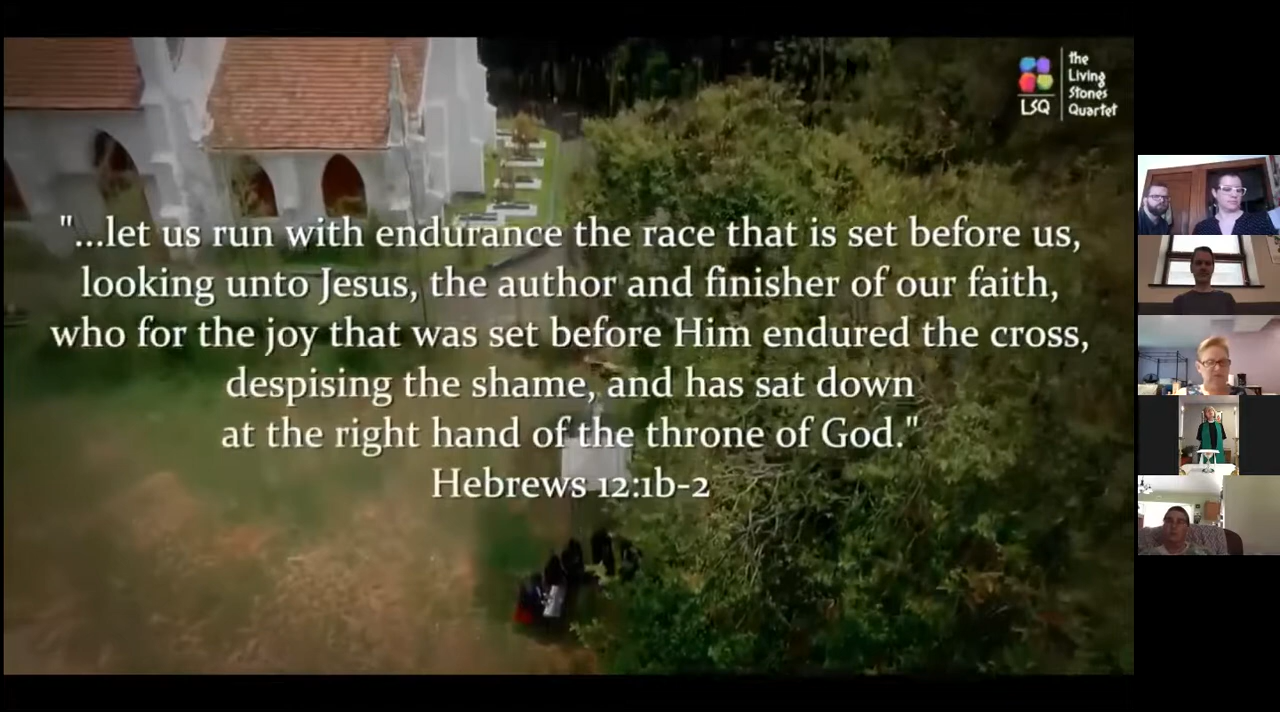 the
Living
Stones
Quartet
LSQ
"...let us run with endurance the race that is set before us,
looking unto Jesus, the author and finisher of our faith,
who for the joy that was set before Him endured the cross,
despising the shame, and has sat down
at the right hand of the throne of God."
Hebrews 12:1b-2